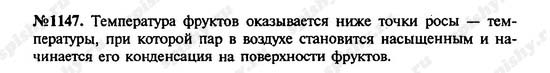 №1147. Температура фруктов оказывается ниже точки росы — тем-
пературы, при которой пар в воздухе становится насыщенным и на-
чинается его конденсация на поверхности фруктов.